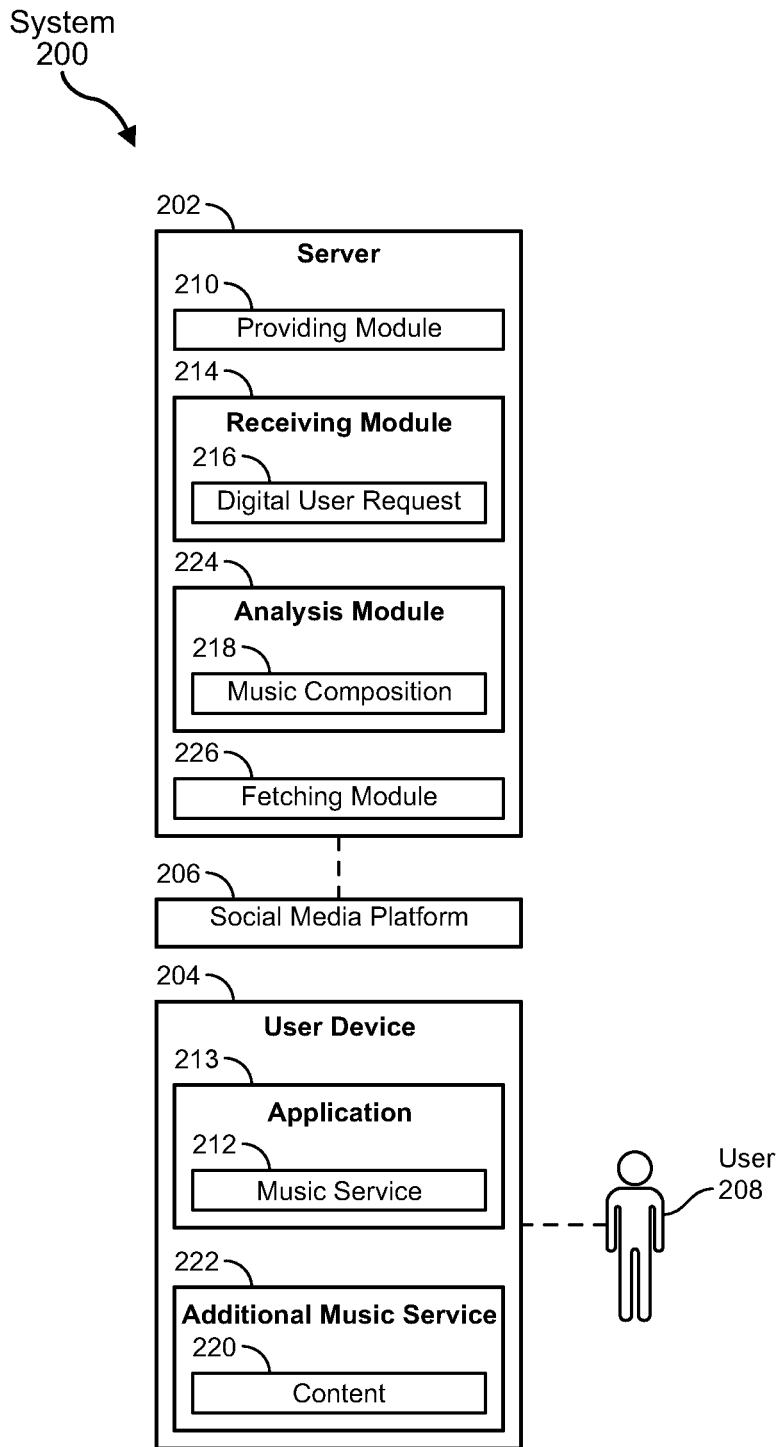 System
200
202
Server
210
Providing Module
214
Receiving Module
216
Digital User Request
224
Analysis Module
218
Music Composition
226
Fetching Module
206
Social Media Platform
204
User Device
213
Application
212
Music Service
User
208
222
Additional Music Service
220
Content